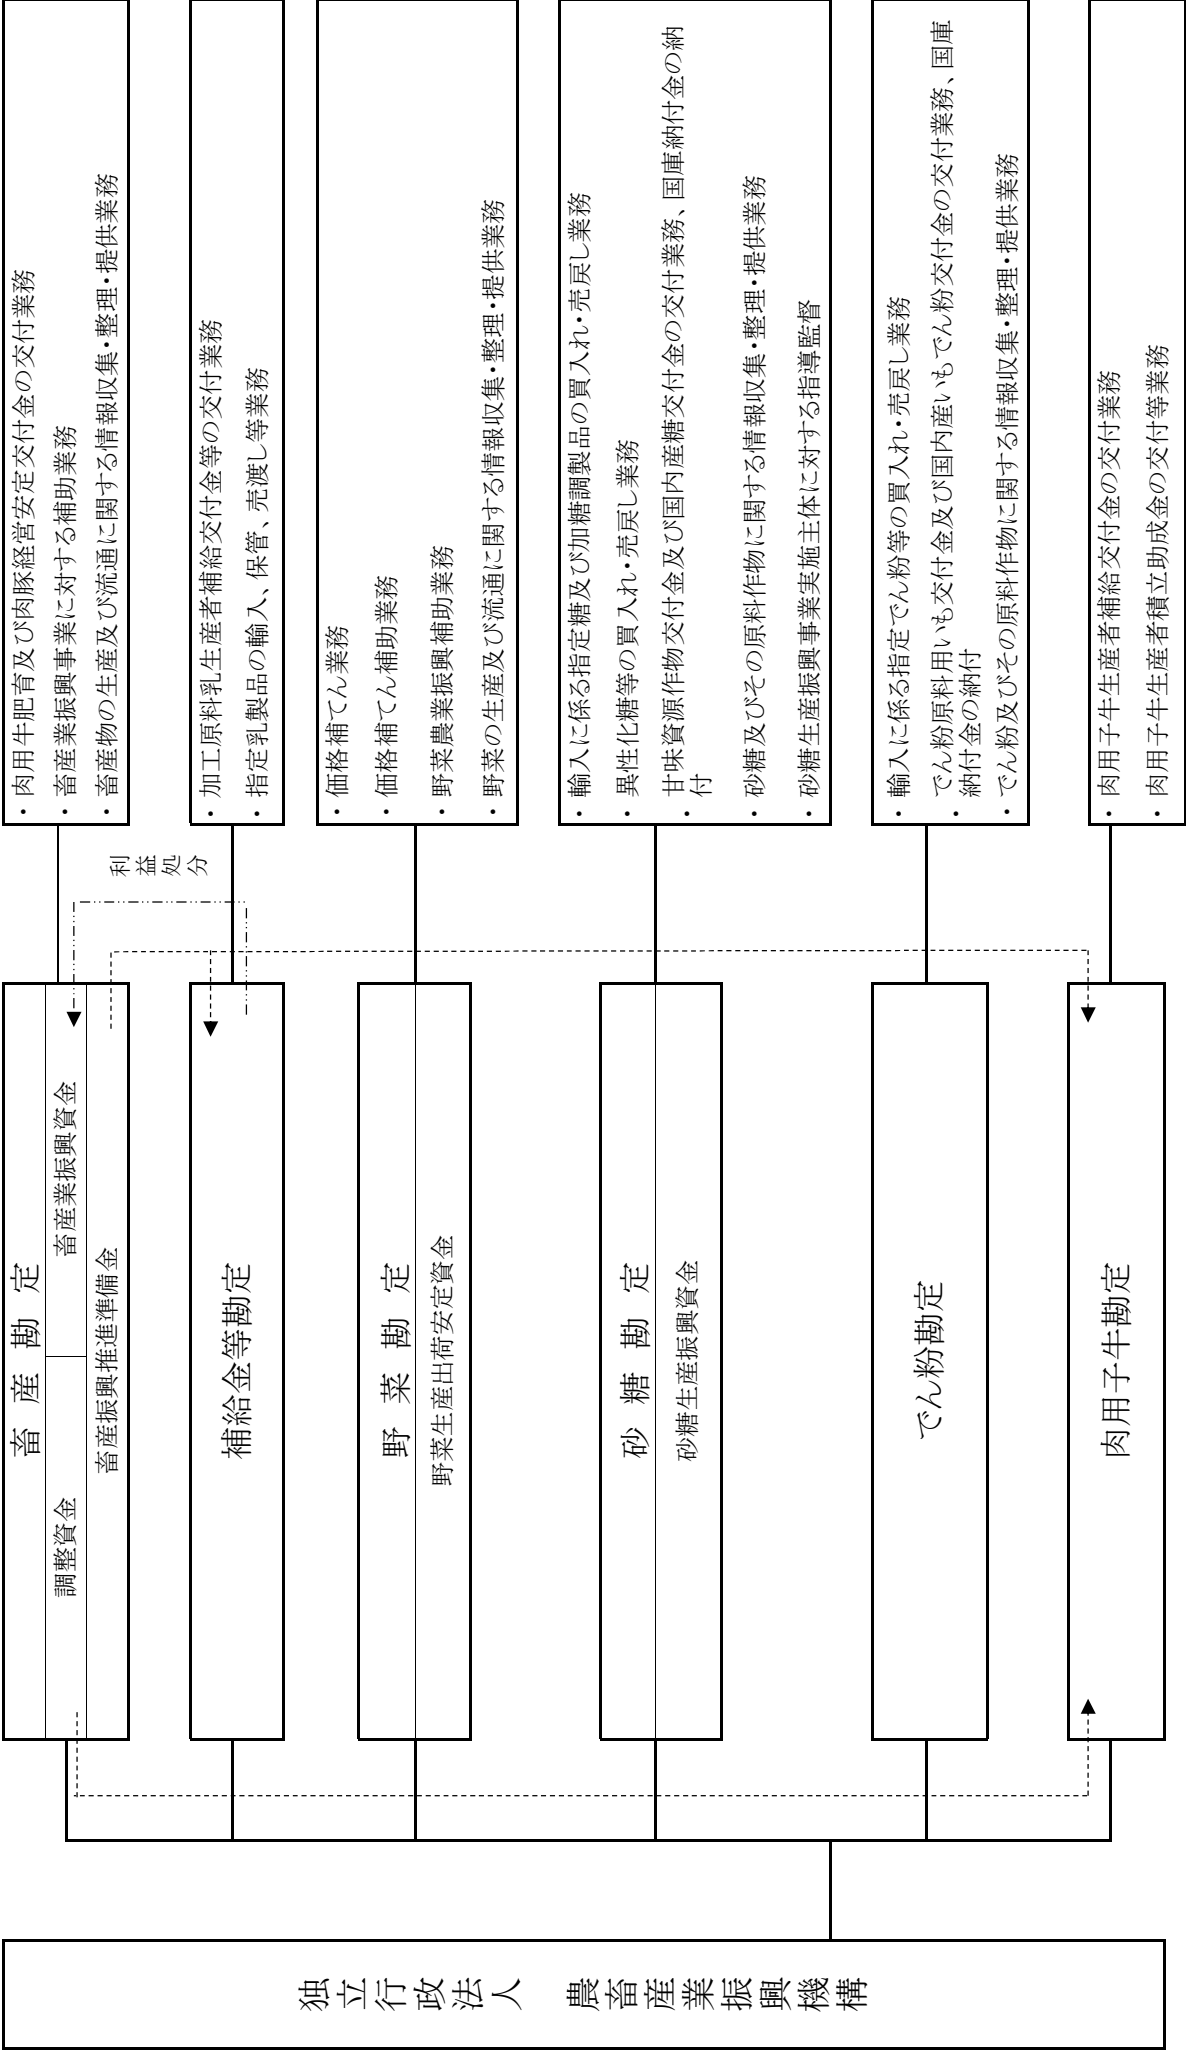 独立行政法人　農畜産業振興機構
畜産勘定
調整資金
畜産業振興資金
畜産振興推進準備金
・肉用牛肥育及び肉豚経営安定交付金の交付業務
・畜産業振興事業に対する補助業務
・畜産物の生産及び流通に関する情報収集・整理・提供業務
利益処分
補給金等勘定
・加工原料乳生産者補給交付金等の交付業務
・指定乳製品の輸入、保管、売渡し等業務
野菜勘定
野菜生産出荷安定資金
・価格補てん業務
・価格補てん補助業務
・野菜農業振興補助業務
・野菜の生産及び流通に関する情報収集・整理・提供業務
砂糖勘定
砂糖生産振興資金
・輸入に係る指定糖及び加糖調製品の買入れ・売戻し業務
・異性化糖等の買入れ・売戻し業務
・甘味資源作物交付金及び国内産糖交付金の交付業務、国庫納付金の納
付
・砂糖及びその原料作物に関する情報収集・整理・提供業務
・砂糖生産振興事業実施主体に対する指導監督
でん粉勘定
・輸入に係る指定でん粉等の買入れ・売戻し業務
・でん粉原料用いも交付金及び国内産いもでん粉交付金の交付業務、国庫
納付金の納付
・でん粉及びその原料作物に関する情報収集・整理・提供業務
肉用子牛勘定
・肉用子牛生産者補給交付金の交付業務
・肉用子牛生産者積立助成金の交付等業務